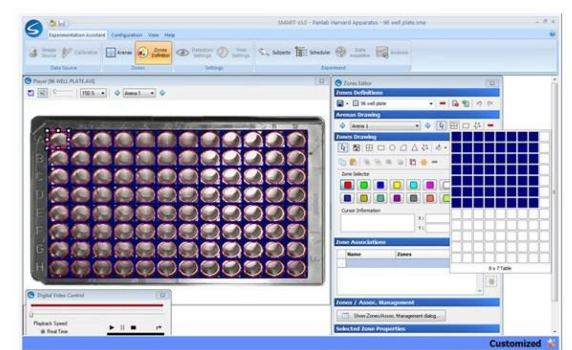 SMART v3.0 - Panlab Harvard Apparatus - 96 well plate.sme
Experimentation Assistant Configuration View Help
Image Source
Calibration
Arenas
Zones Definition
Detection Settings
Time Settings
Subjects
Scheduler
Data Acquisition
Analysis
Data Source Zones Settings Experiment
Player [96 WELL PLATE.AVI]
150 % Arena 1
A
B
C
D
E
F
G
H
Digital Video Control
Playback Speed
Real Time
Zones Editor
Zones Definitions
96 well plate
Arenas Drawing
Arena 1
Zones Drawing
Zone Selector
Cursor Information
X:
Y:
8 x 7 Table
Zone Associations
Name Zones
Zones / Assoc. Management
Show Zones/Assoc. Management dialog...
Selected Zone Properties
Customized